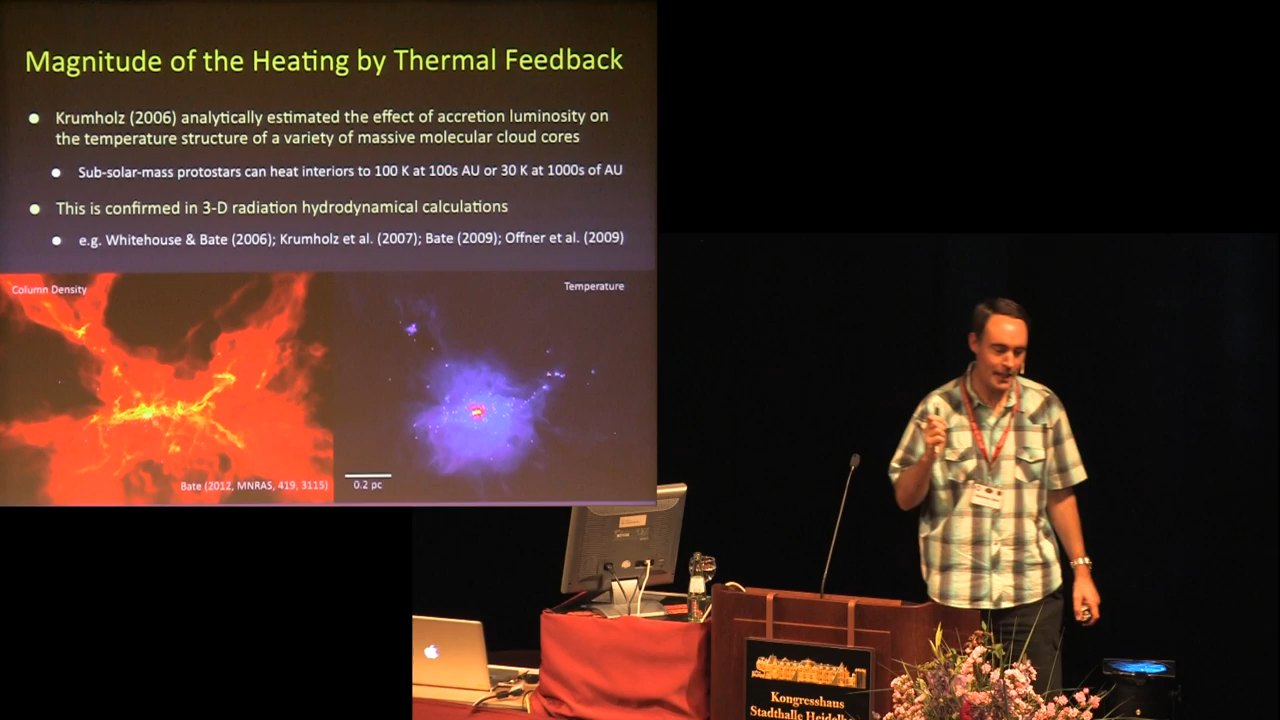 Magnitude of the Heating by Thermal Feedback
Krumholz (2006) analytically estimated the effect of accretion luminosity on
the temperature structure of a variety of massive molecular cloud cores
Sub-solar-mass protostars can heat interiors to 100 K at 100s AU or 30 K at 1000s of AU
This is confirmed in 3-D radiation hydrodynamical calculations
e.g. Whitehouse & Bate (2006); Krumholz et al. (2007); Bate (2009); Offner et al. (2009)
Column Density
Temperature
Bate (2012, MNRAS, 419, 3115)
0.2 pc
Kongresshaus
Stadthalle